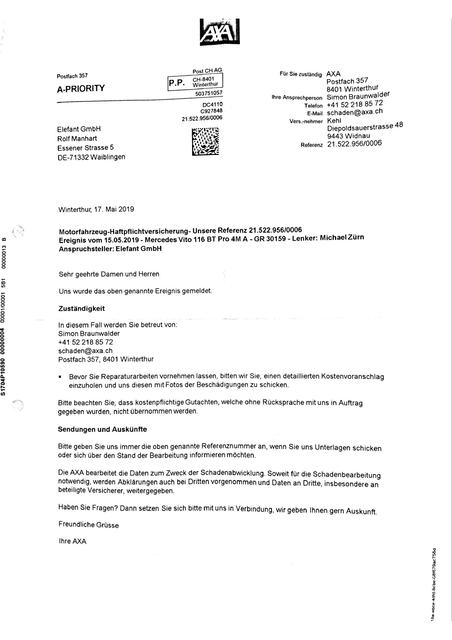 AXA
Postfach 357
A-PRIORITY
P.P.
Post CH AG
CH-8401
Winterthur
503751057
DC4110
C927848
21.522.956/0006
Elefant GmbH
Rolf Manhart
Essener Strasse 5
DE-71332 Waiblingen
Für Sie zuständig AXA
Postfach 357
8401 Winterthur
Ihre Ansprechperson Simon Braunwalder
Telefon +41 52 218 85 72
E-Mail schaden@axa.ch
Vers.-nehmer Kehl
Diepoldsauerstrasse 48
9443 Widnau
Referenz 21.522.956/0006
Winterthur, 17. Mai 2019
Motorfahrzeug-Haftpflichtversicherung- Unsere Referenz 21.522.956/0006
Ereignis vom 15.05.2019 - Mercedes Vito 116 BT Pro 4M A - GR 30159 - Lenker: Michael Zürn
Anspruchsteller: Elefant GmbH
Sehr geehrte Damen und Herren
Uns wurde das oben genannte Ereignis gemeldet.
Zuständigkeit
In diesem Fall werden Sie betreut von:
Simon Braunwalder
+41 52 218 85 72
schaden@axa.ch
Postfach 357, 8401 Winterthur
• Bevor Sie Reparaturarbeiten vornehmen lassen, bitten wir Sie, einen detaillierten Kostenvoranschlag
einzuholen und uns diesen mit Fotos der Beschädigungen zu schicken.
Bitte beachten Sie, dass kostenpflichtige Gutachten, welche ohne Rücksprache mit uns in Auftrag
gegeben wurden, nicht übernommen werden.
Sendungen und Auskünfte
Bitte geben Sie uns immer die oben genannte Referenznummer an, wenn Sie uns Unterlagen schicken
oder sich über den Stand der Bearbeitung informieren möchten.
Die AXA bearbeitet die Daten zum Zweck der Schadenabwicklung. Soweit für die Schadenbearbeitung
notwendig, werden Abklärungen auch bei Dritten vorgenommen und Daten an Dritte, insbesondere an
beteiligte Versicherer, weitergegeben.
Haben Sie Fragen? Dann setzen Sie sich bitte mit uns in Verbindung, wir geben Ihnen gern Auskunft.
Freundliche Grüsse
Ihre AXA